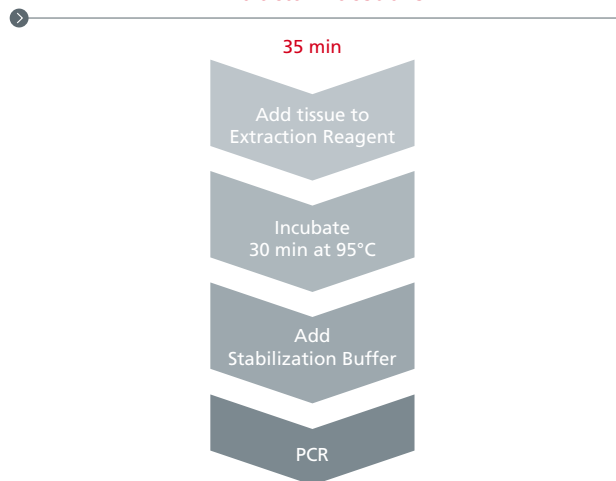 35 min
Add tissue to
Extraction Reagent
Incubate
30 min at 95°C
Add
Stabilization Buffer
PCR